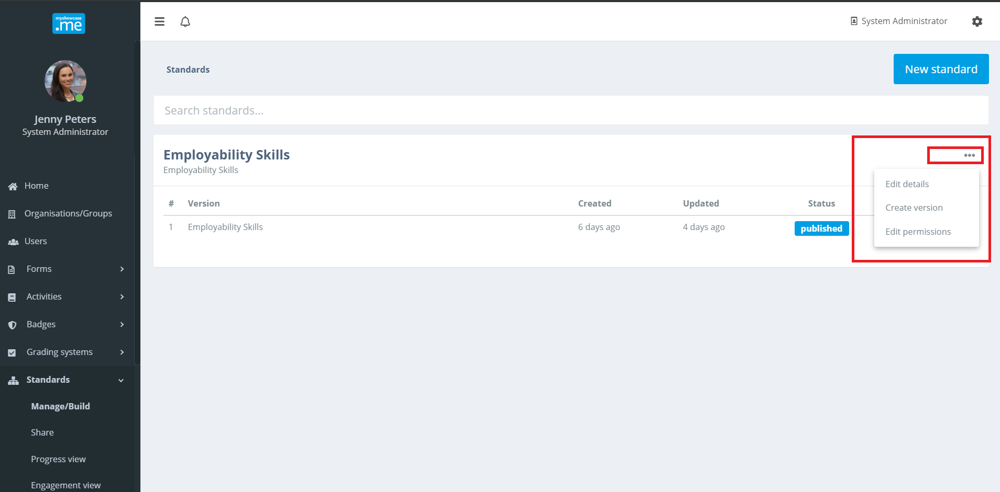 myshowcase
.me
System Administrator
Jenny Peters
System Administrator
Home
Organisations/Groups
Users
Forms
Activities
Badges
Grading systems
Standards
Manage/Build
Share
Progress view
Engagement view
Standards
New standard
Search standards...
Employability Skills
Employability Skills
Edit details
Create version
Edit permissions
# Version Created Updated Status
1 Employability Skills 6 days ago 4 days ago published